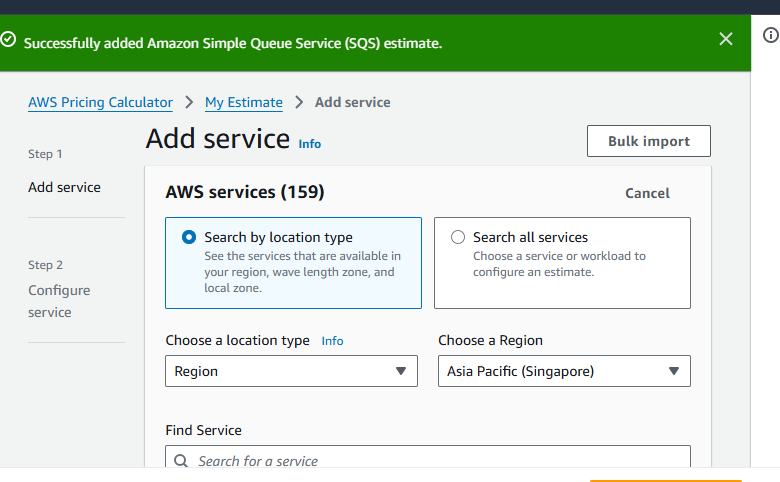 Successfully added Amazon Simple Queue Service (SQS) estimate.
AWS Pricing Calculator > My Estimate > Add service
Step 1
Add service
Step 2
Configure
service
Add service Info
Bulk import
AWS services (159)
Cancel
Search by location type
See the services that are available in
your region, wave length zone, and
local zone.
Search all services
Choose a service or workload to
configure an estimate.
Choose a location type Info
Region
Choose a Region
Asia Pacific (Singapore)
Find Service
Search for a service